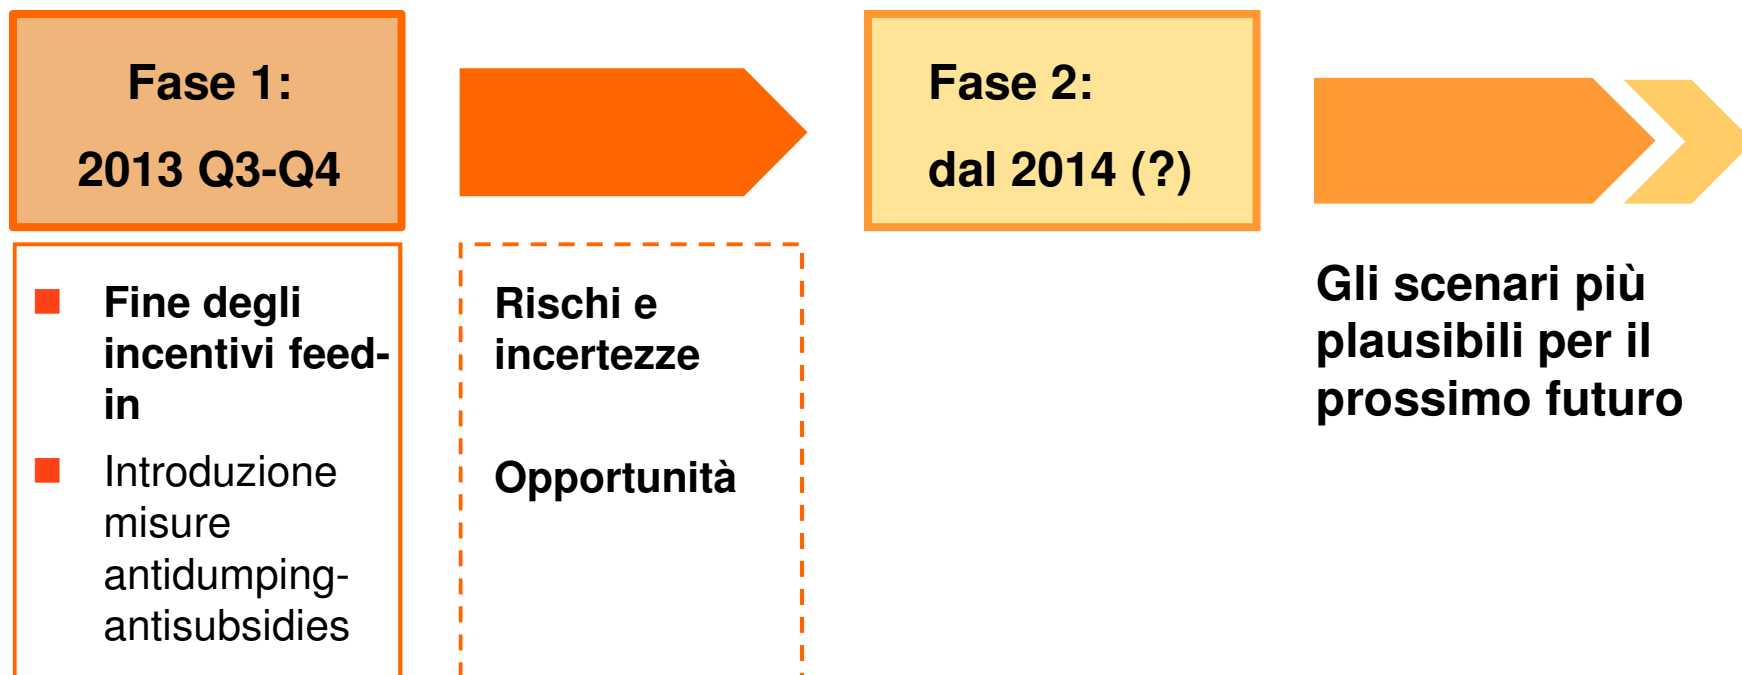 Fase 1:
2013 Q3-Q4
Fase 2:
dal 2014 (?)
Fine degli
incentivi feed-
in
Introduzione
misure
antidumping-
antisubsidies
Rischi e
incertezze
Opportunità
Gli scenari più
plausibili per il
prossimo futuro